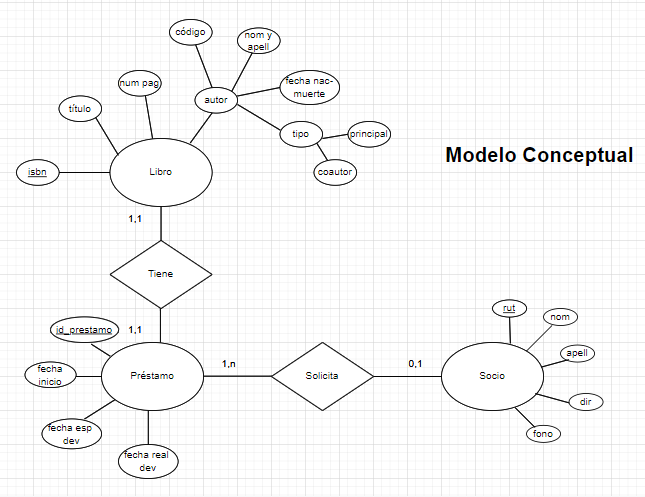 código
nom y
apell
num pag
fecha nac-
muerte
título
autor
tipo
principal
Modelo Conceptual
isbn
Libro
coautor
1,1
Tiene
rut
nom
id_prestamo
1,1
apell
fecha
inicio
Préstamo
1,n
Solicita
0,1
Socio
dir
fecha esp
dev
fono
fecha real
dev